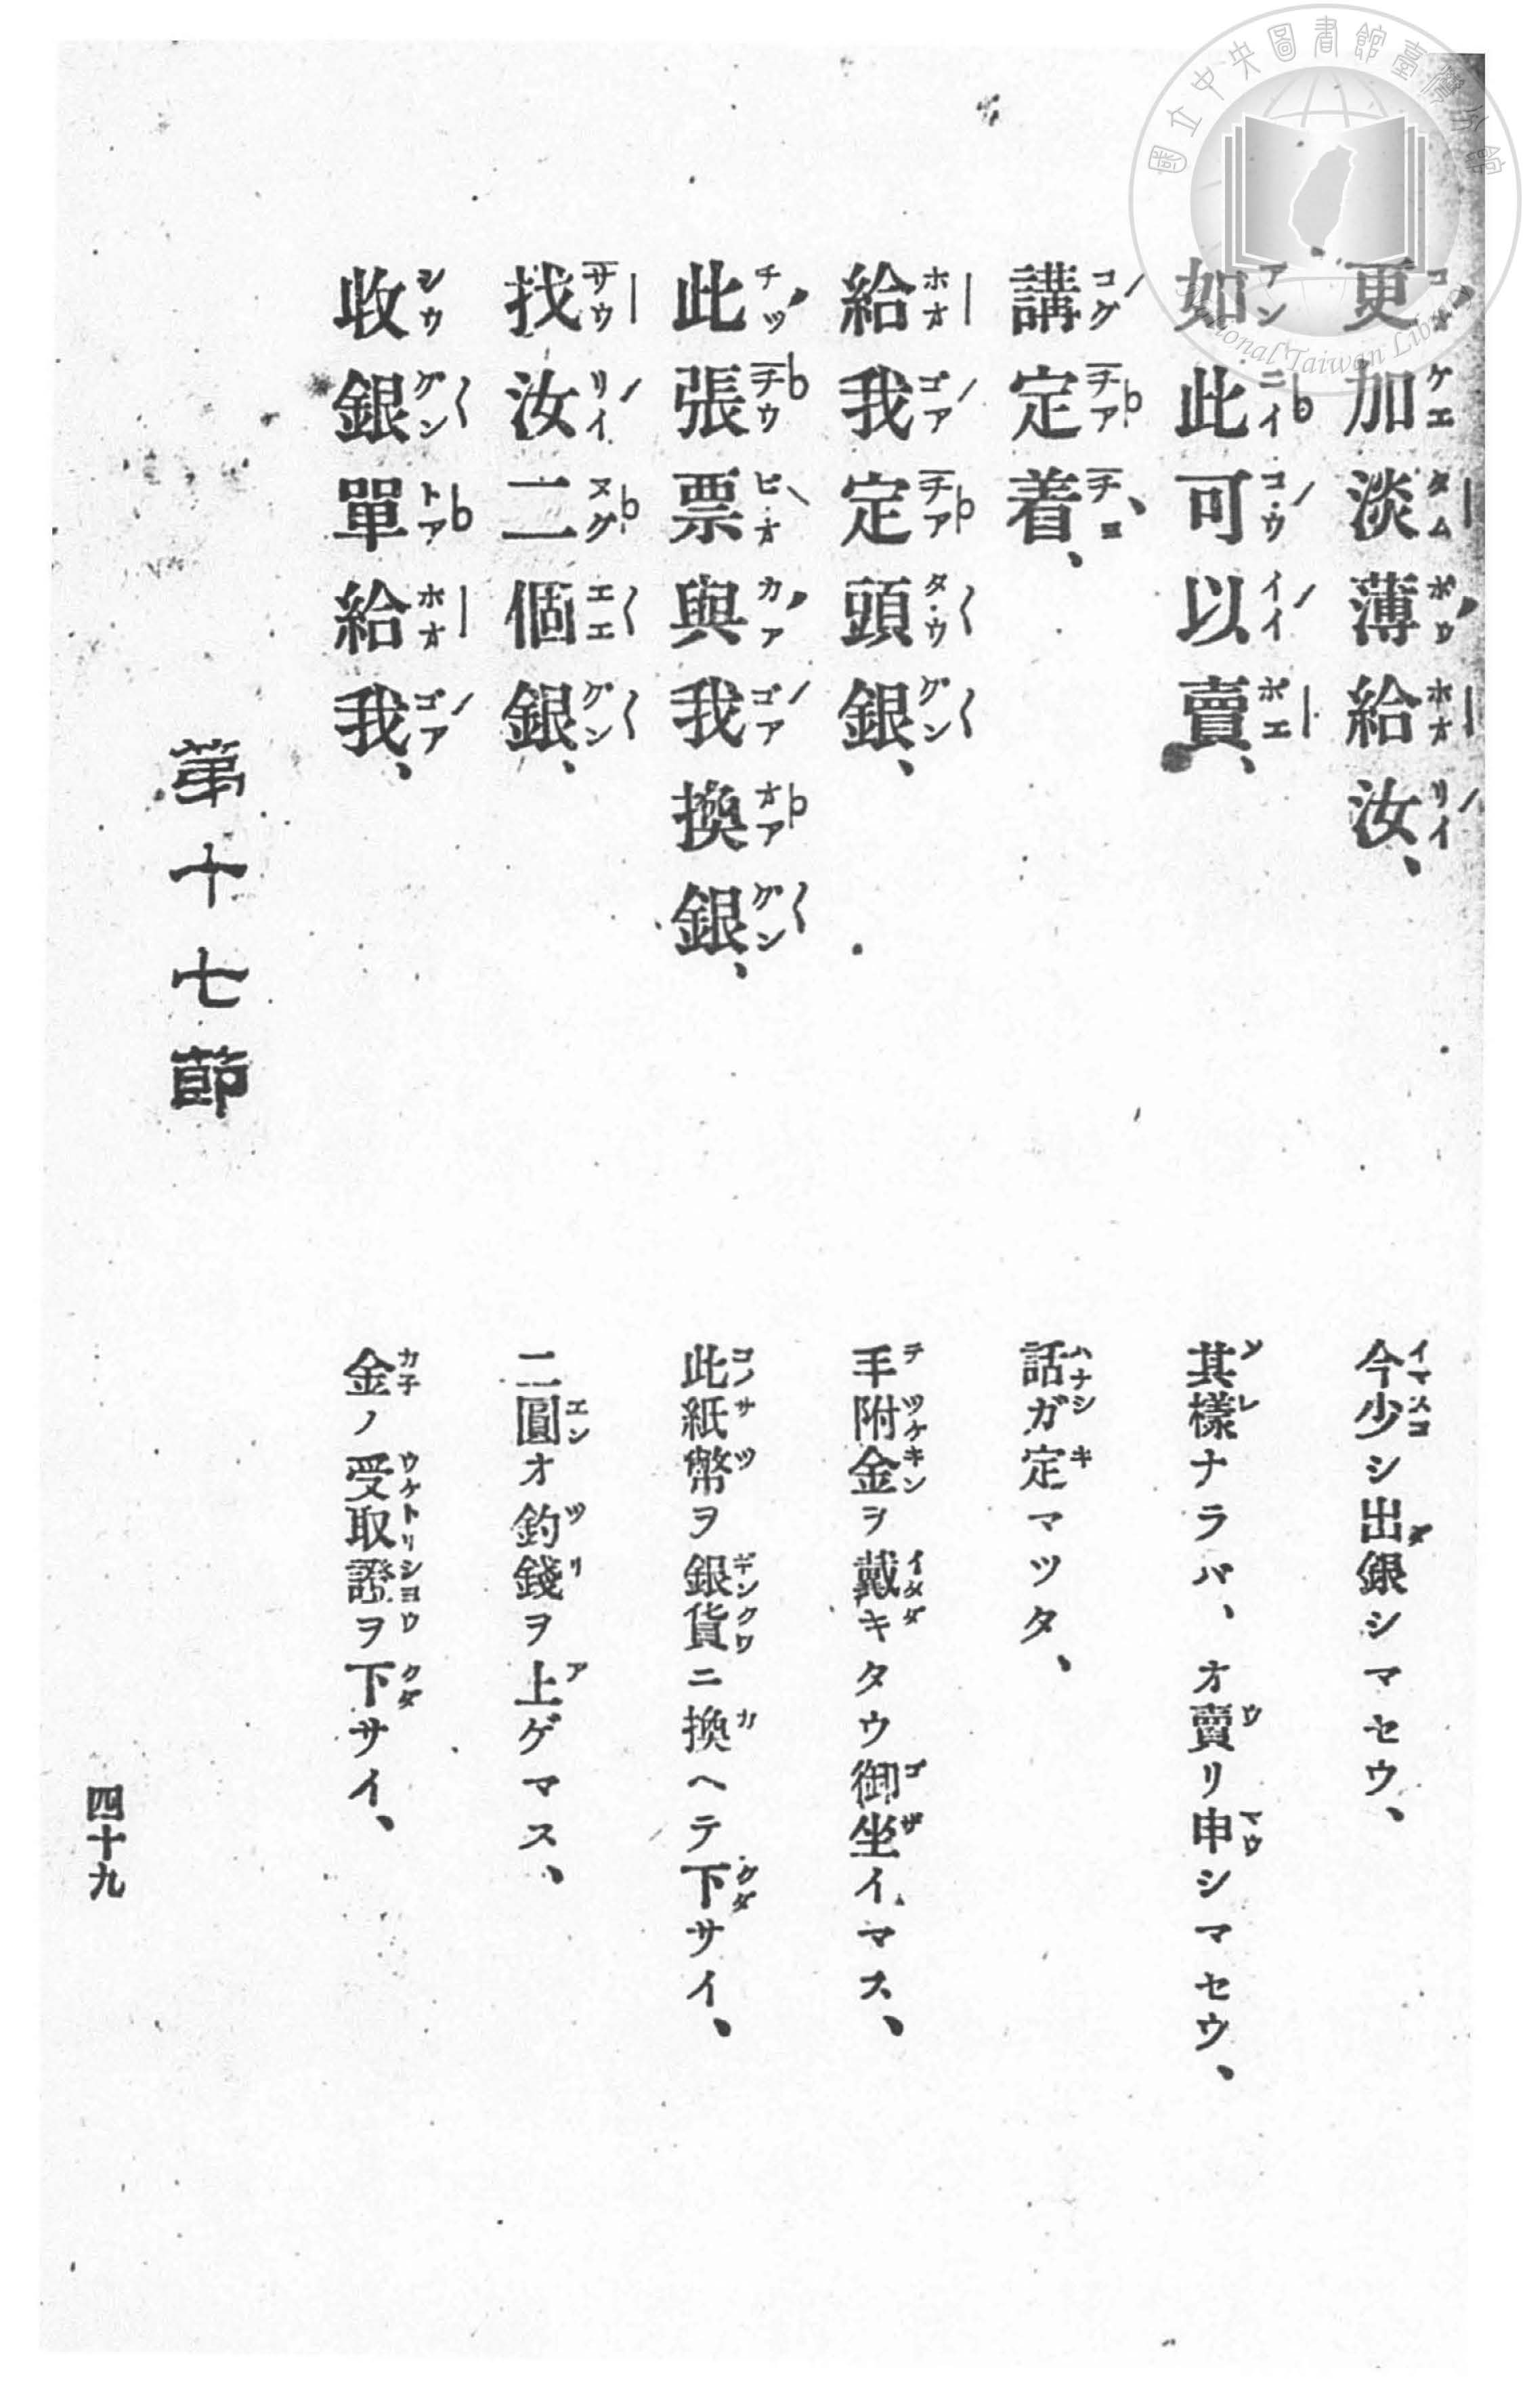 更加淡薄給汝、
今少シ出銀シマセウ、
如此可以賣、
其樣ナラバ、オ賣リ申シマセウ、
講定着、
話ガ定マツタ、
給我定頭銀、
手附金ヲ戴キタウ御坐イマス、
此張票與我換銀、
此紙幣ヲ銀貨ニ換ヘテ下サイ、
找汝二個銀、
二圓オ釣錢ヲ上ゲマス、
收銀單給我、
金ノ受取證ヲ下サイ、
第十七節
四十九
國立中央圖書館臺灣分館
National Taiwan Library